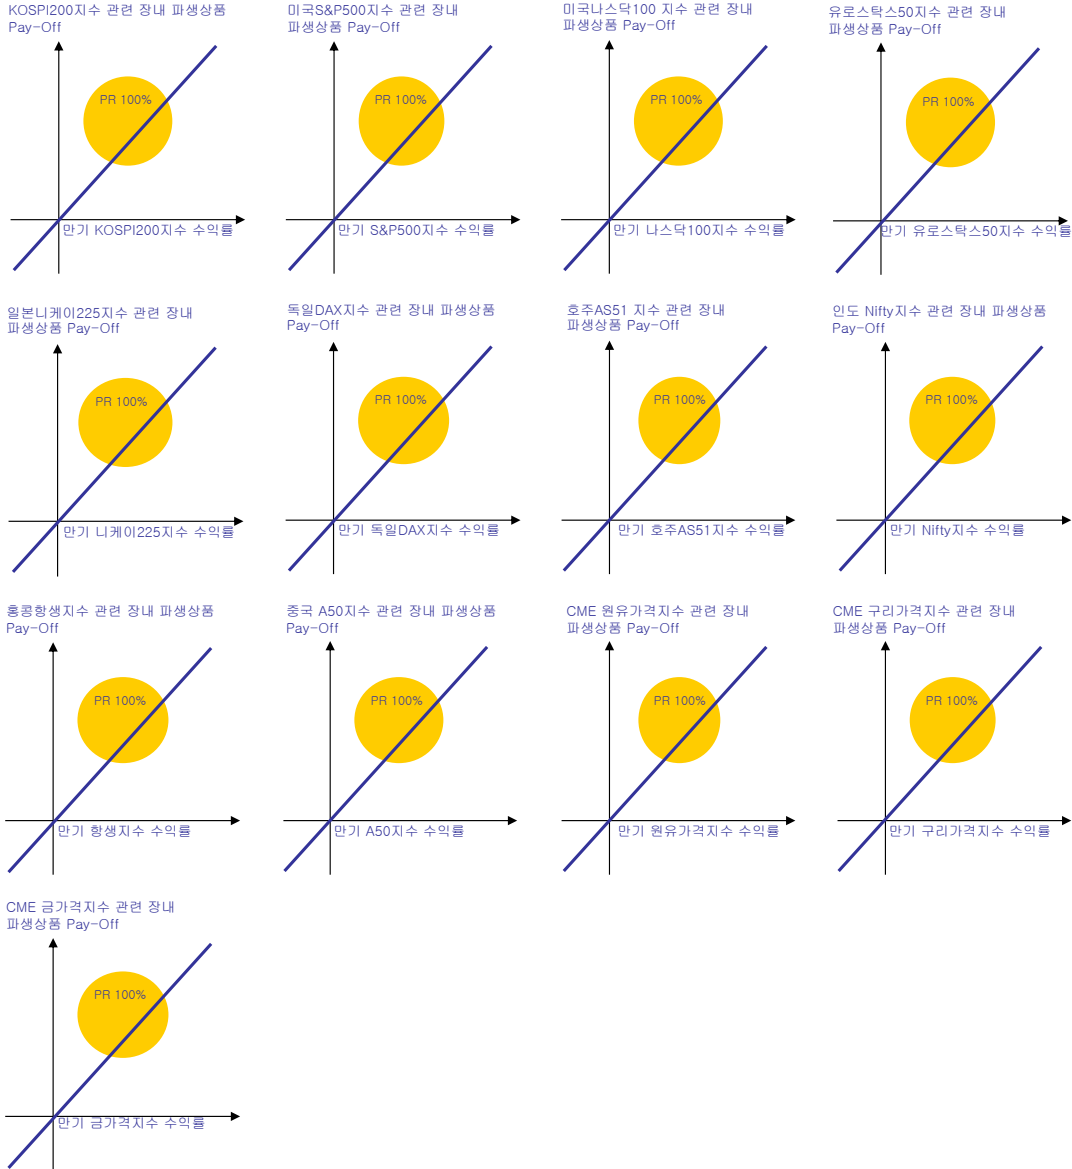 KOSPI200지수 관련 장내 파생상품
Pay-Off
PR 100%
만기 KOSPI200지수 수익률
미국S&P500지수 관련 장내
파생상품 Pay-Off
PR 100%
만기 S&P500지수 수익률
미국나스닥100 지수 관련 장내
파생상품 Pay-Off
PR 100%
만기 나스닥100지수 수익률
유로스탁스50지수 관련 장내
파생상품 Pay-Off
PR 100%
만기 유로스탁스50지수 수익률
일본니케이225지수 관련 장내
파생상품 Pay-Off
PR 100%
만기 니케이225지수 수익률
독일DAX지수 관련 장내 파생상품
Pay-Off
PR 100%
만기 독일DAX지수 수익률
호주AS51 지수 관련 장내
파생상품 Pay-Off
PR 100%
만기 호주AS51지수 수익률
인도 Nifty지수 관련 장내 파생상품
Pay-Off
PR 100%
만기 Nifty지수 수익률
홍콩항생지수 관련 장내 파생상품
Pay-Off
PR 100%
만기 항생지수 수익률
중국 A50지수 관련 장내 파생상품
Pay-Off
PR 100%
만기 A50지수 수익률
CME 원유가격지수 관련 장내
파생상품 Pay-Off
PR 100%
만기 원유가격지수 수익률
CME 구리가격지수 관련 장내
파생상품 Pay-Off
PR 100%
만기 구리가격지수 수익률
CME 금가격지수 관련 장내
파생상품 Pay-Off
PR 100%
만기 금가격지수 수익률